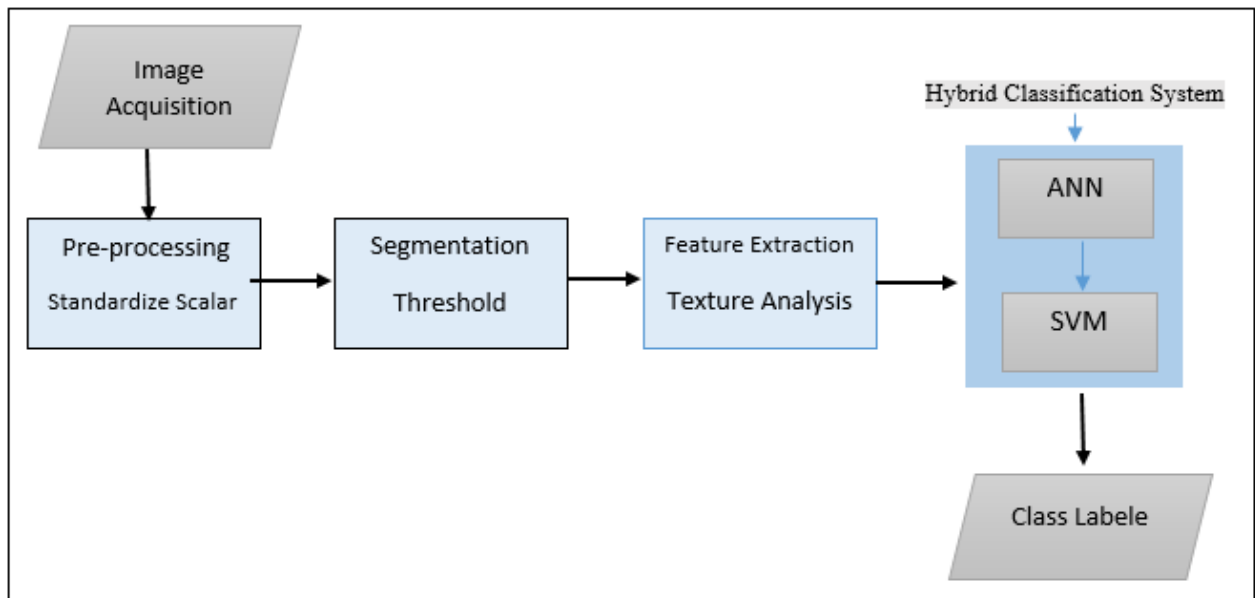 Image
Acquisition
Pre-processing
Standardize Scalar
Segmentation
Threshold
Feature Extraction
Texture Analysis
Hybrid Classification System
ANN
SVM
Class Labele